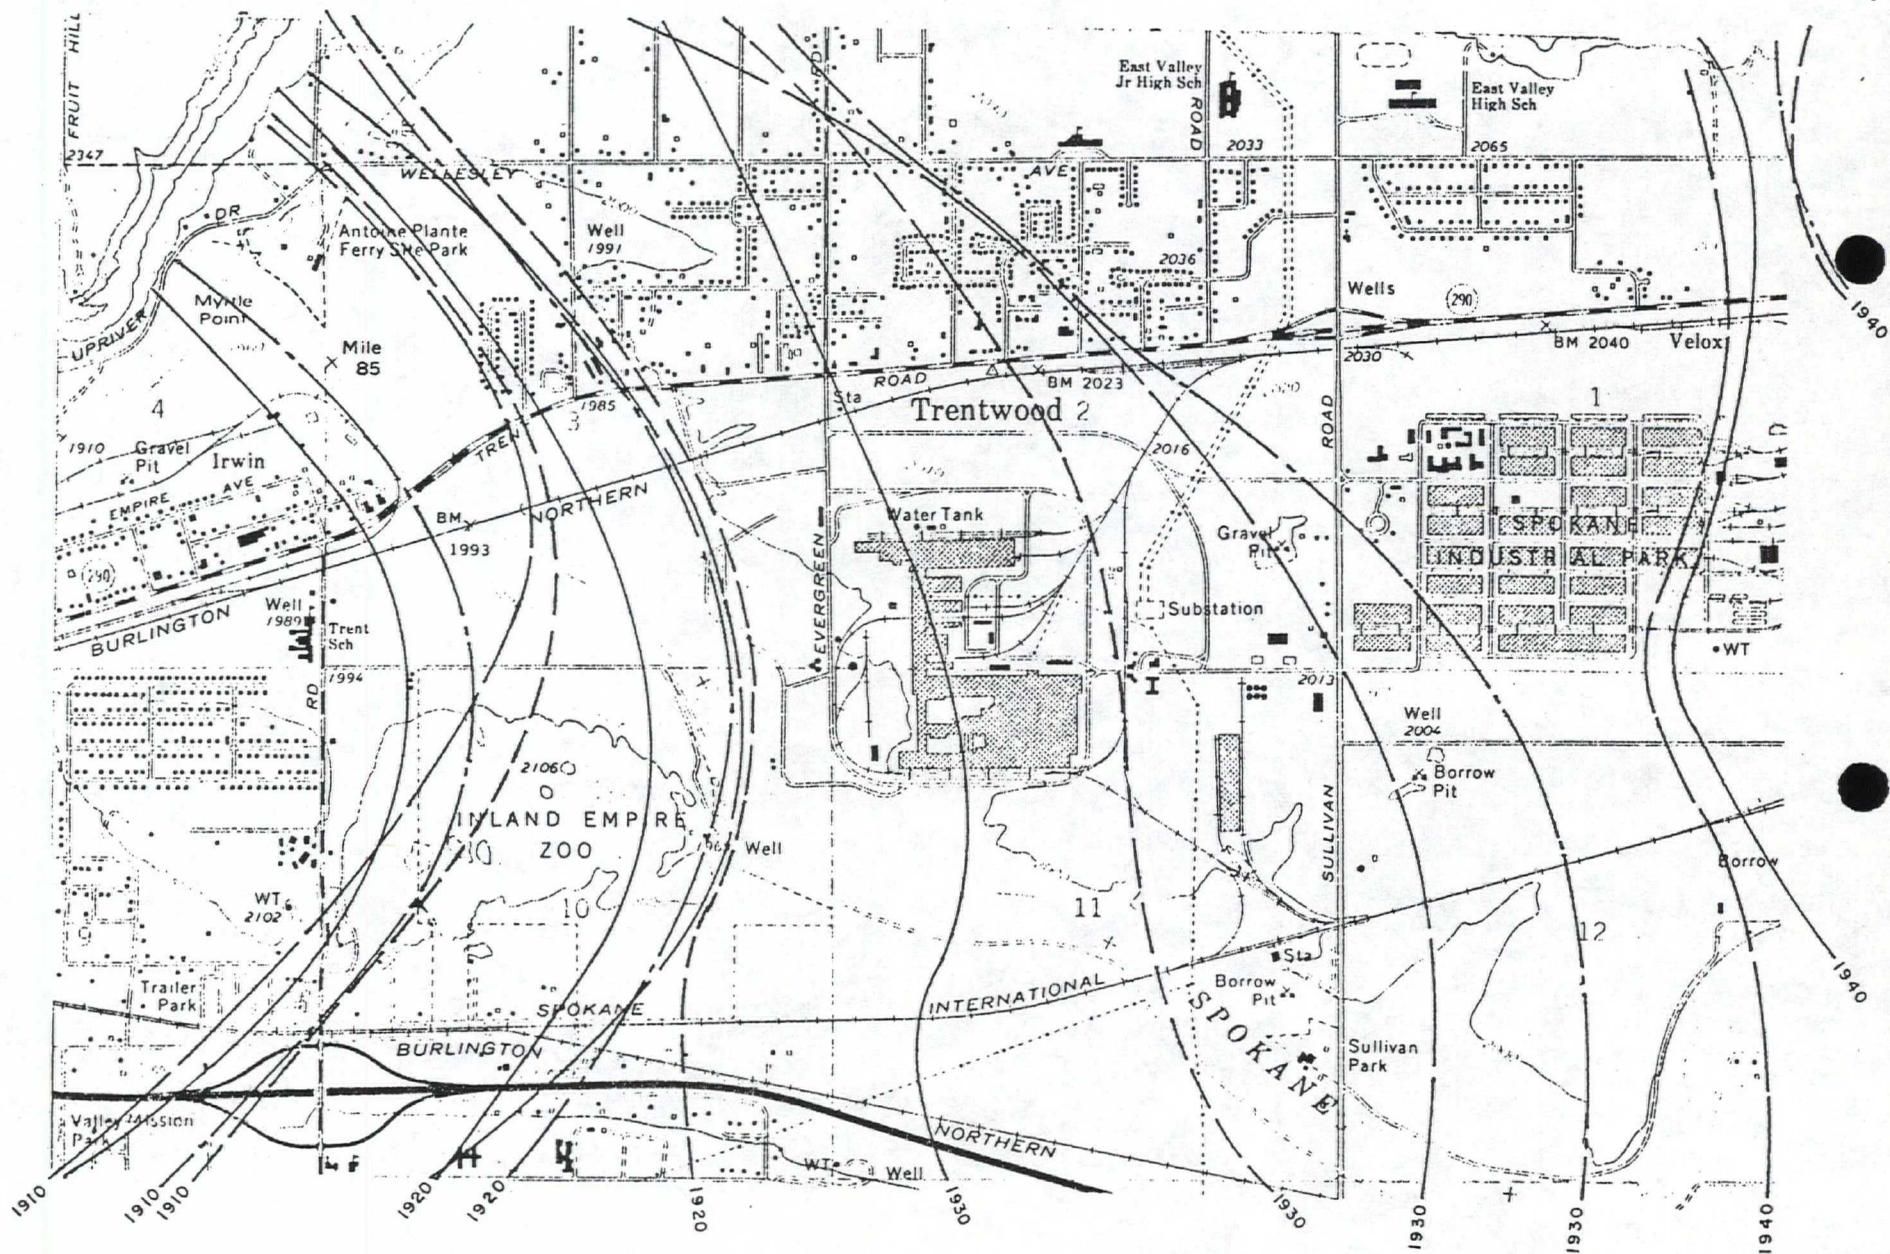 FRUIT HILL
RD
East Valley
Jr High Sch
ROAD
East Valley
High Sch
2347
2033
2065
WELLESLEY
AVE
DR
Antoine Plante
Ferry Site Park
Well
1991
2036
Wells
290
1940
Myrtle
Point
UPRIVER
Mile
85
BM 2040
Velox
2030
BM 2023
ROAD
1985
Sta
4
3
Trentwood 2
1
TREN
ROAD
1910
Gravel
Pit
Irwin
EMPIRE
AVE
2016
BM
1993
NORTHERN
Water Tank
Gravel
Pit
SPOKANE
INDUSTRIAL PARK
290
EVERGREEN
Substation
BURLINGTON
Well
1989
Trent
Sch
WT
1994
RD
2013
Well
2004
2106
Borrow
Pit
INLAND EMPIRE
ZOO
Well
SULLIVAN
Borrow
WT
2102
10
11
12
Sta
1940
Trailer
Park
SPOKANE
INTERNATIONAL
Borrow
Pit
SPOKANE
BURLINGTON
Sullivan
Park
Valley Mission
Park
NORTHERN
WT
Well
1910
1910
1910
1920
1920
1930
1930
1930
1930
1940